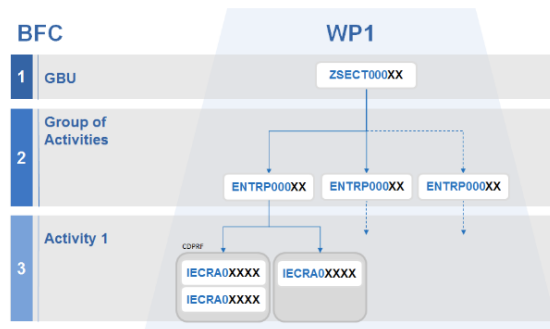 BFC
WP1
1
GBU
ZSECT000XX
2
Group of
Activities
ENTRP000XX
ENTRP000XX
ENTRP000XX
3
Activity 1
CDPRF
IECRA0XXXX
IECRA0XXXX
IECRA0XXXX